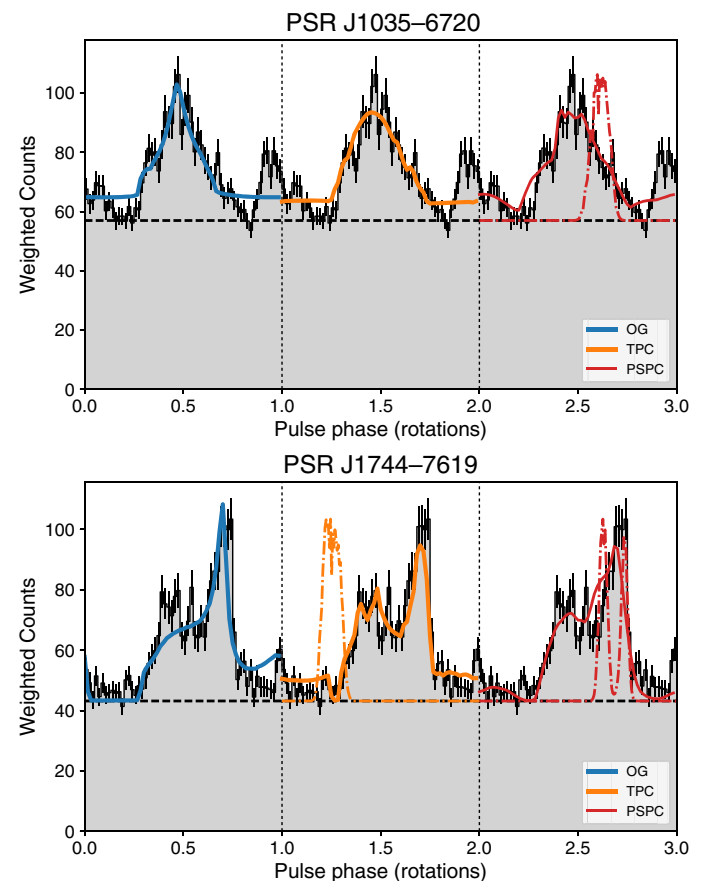 PSR J1035–6720
Weighted Counts
100
80
60
40
20
0
OG
TPC
PSPC
0.0 0.5 1.0 1.5 2.0 2.5 3.0
Pulse phase (rotations)
PSR J1744–7619
Weighted Counts
100
80
60
40
20
0
OG
TPC
PSPC
0.0 0.5 1.0 1.5 2.0 2.5 3.0
Pulse phase (rotations)